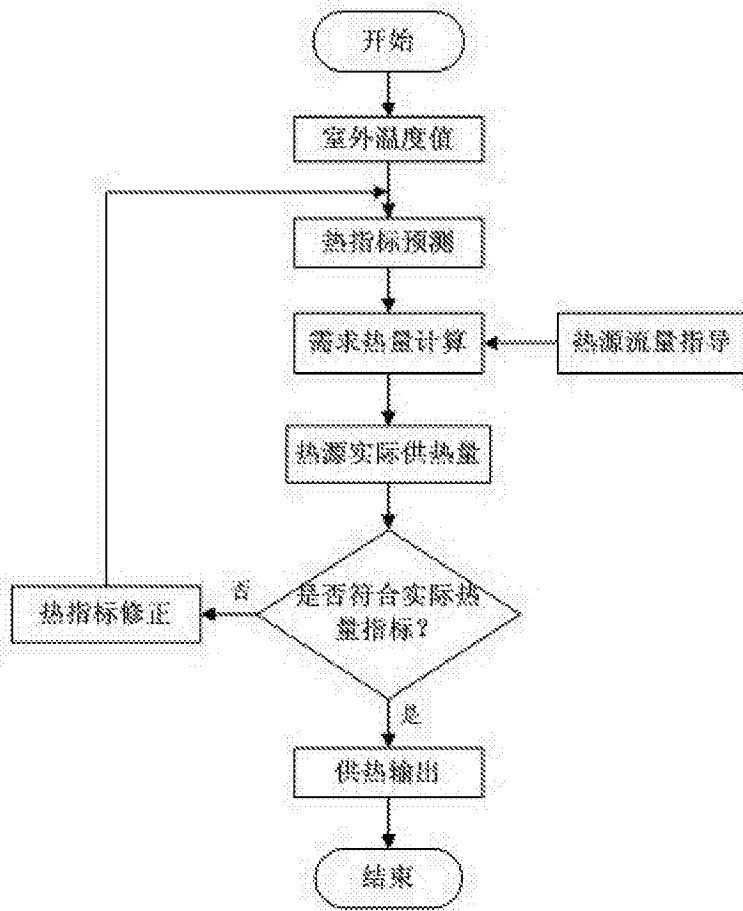 开始
室外温度值
热指标预测
需求热量计算
热源流量指导
热源实际供热量
是否符合实际热
量指标?
否
热指标修正
是
供热输出
结束